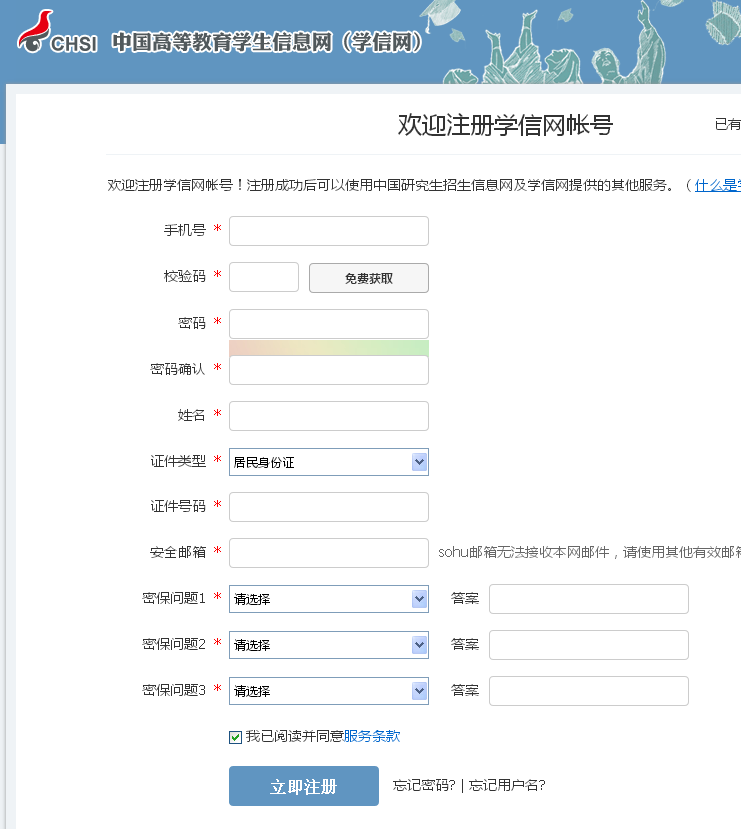 CHSI 中国高等教育学生信息网（学信网）
欢迎注册学信网帐号
已有
欢迎注册学信网帐号！注册成功后可以使用中国研究生招生信息网及学信网提供的其他服务。（什么是
手机号 *
校验码 * 免费获取
密码 *
密码确认 *
姓名 *
证件类型 * 居民身份证
证件号码 *
安全邮箱 * sohu邮箱无法接收本网邮件，请使用其他有效邮箱
密保问题1 * 请选择 答案
密保问题2 * 请选择 答案
密保问题3 * 请选择 答案
我已阅读并同意服务条款
立即注册 忘记密码? | 忘记用户名?